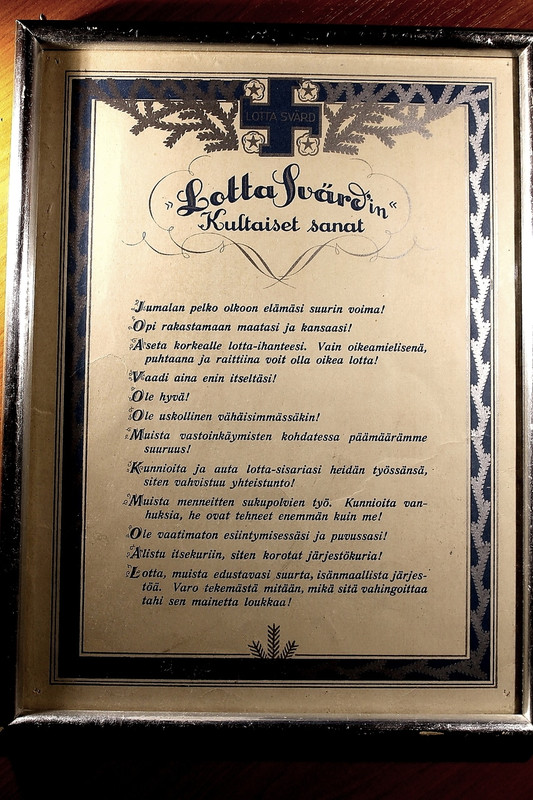 LOTTA SVÄRD
»Lotta Svärd'in«
Kultaiset sanat
Jumalan pelko olkoon elämäsi suurin voima!
Opi rakastamaan maatasi ja kansaasi!
Aseta korkealle lotta-ihanteesi. Vain oikeamielisenä,
puhtaana ja raittiina voit olla oikea lotta!
Vaadi aina enin itseltäsi!
Ole hyvä!
Ole uskollinen vähäisimmässäkin!
Muista vastoinkäymisten kohdatessa päämäärämme
suuruus!
Kunnioita ja auta lotta-sisariasi heidän työssänsä,
siten vahvistuu yhteistunto!
Muista menneitten sukupolvien työ. Kunnioita van-
huksia, he ovat tehneet enemmän kuin me!
Ole vaatimaton esiintymisessäsi ja puvussasi!
Alistu itsekuriin, siten korotat järjestökuria!
Lotta, muista edustavasi suurta, isänmaallista järjes-
töä. Varo tekemästä mitään, mikä sitä vahingoittaa
tahi sen mainetta loukkaa!